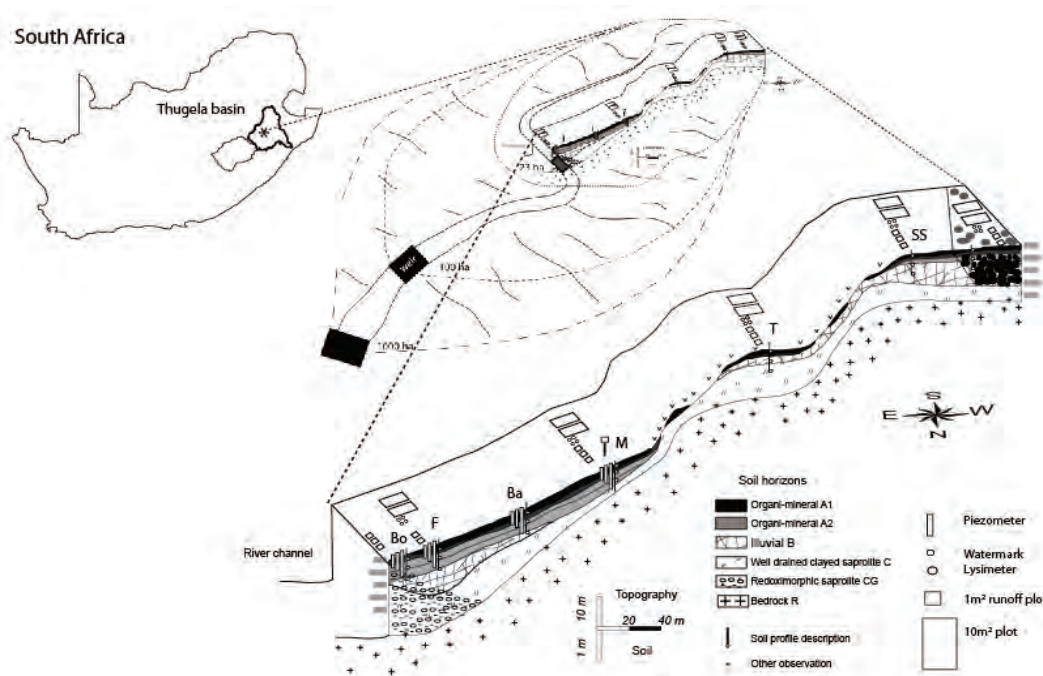 South Africa
Thugela basin
23 ha
weir
100 ha
1000 ha
SS
T
M
Ba
F
Bo
River channel
S
E W
N
Soil horizons
Organi-mineral A1
Organi-mineral A2
Illuvial B
Well drained clayed saprolite C
Redoximorphic saprolite CG
Bedrock R
Soil profile description
Other observation
Piezometer
Watermark
Lysimeter
1m² runoff plo
10m² plot
Topography
10 m
20 40 m
1 m
Soil